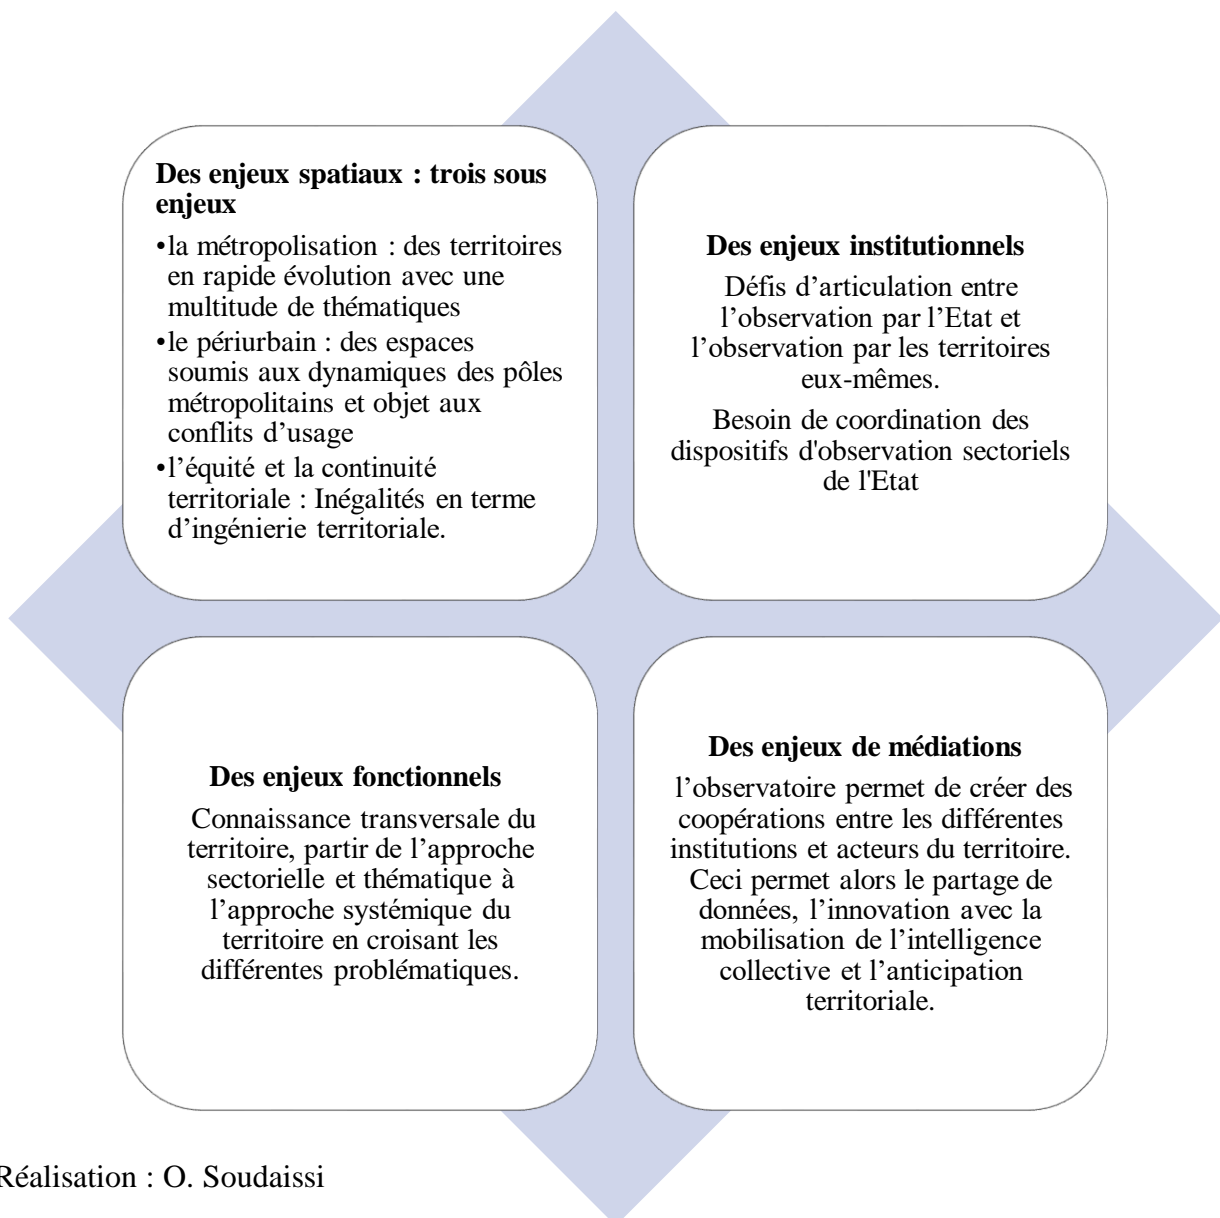 Des enjeux spatiaux : trois sous
enjeux
•la métropolisation : des territoires
en rapide évolution avec une
multitude de thématiques
•le périurbain : des espaces
soumis aux dynamiques des pôles
métropolitains et objet aux
conflits d’usage
•l’équité et la continuité
territoriale : Inégalités en terme
d’ingénierie territoriale.
Des enjeux institutionnels
Défis d’articulation entre
l’observation par l’Etat et
l’observation par les territoires
eux-mêmes.
Besoin de coordination des
dispositifs d'observation sectoriels
de l'Etat
Des enjeux fonctionnels
Connaissance transversale du
territoire, partir de l’approche
sectorielle et thématique à
l’approche systémique du
territoire en croisant les
différentes problématiques.
Des enjeux de médiations
l’observatoire permet de créer des
coopérations entre les différentes
institutions et acteurs du territoire.
Ceci permet alors le partage de
données, l’innovation avec la
mobilisation de l’intelligence
collective et l’anticipation
territoriale.
Réalisation : O. Soudaissi